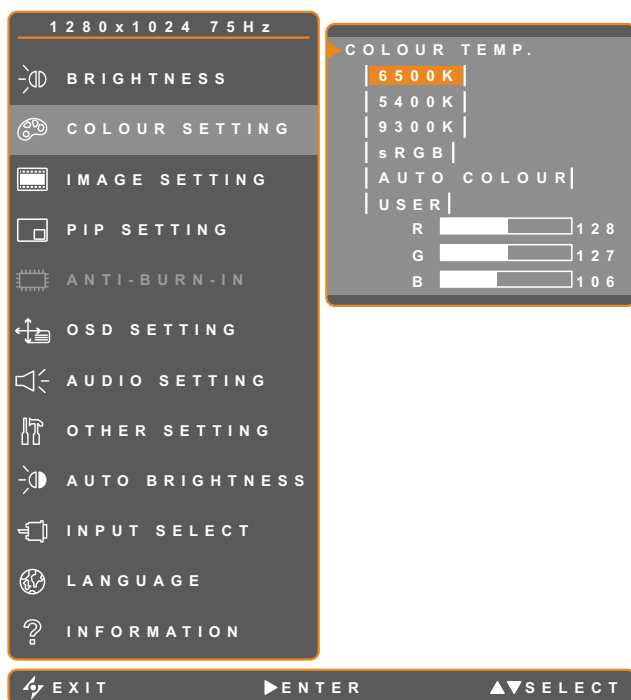 1280x1024 75Hz
BRIGHTNESS
COLOUR SETTING
IMAGE SETTING
PIP SETTING
ANTI-BURN-IN
OSD SETTING
AUDIO SETTING
OTHER SETTING
AUTO BRIGHTNESS
INPUT SELECT
LANGUAGE
INFORMATION
COLOUR TEMP.
6500K
5400K
9300K
sRGB
AUTO COLOUR
USER
R 128
G 127
B 106
EXIT ENTER SELECT